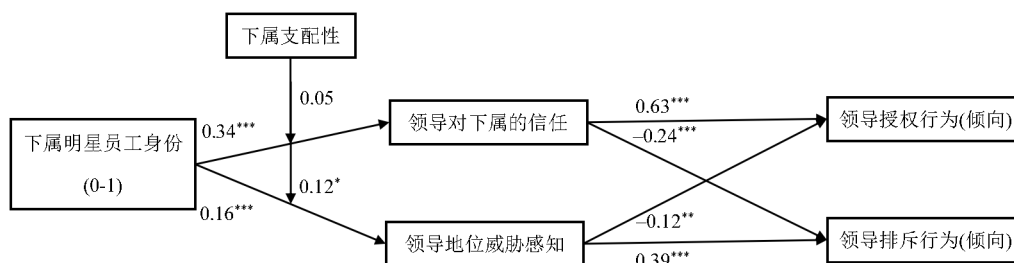 下属支配性
0.05
0.63***
0.34***
领导对下属的信任
领导授权行为(倾向)
下属明星员工身份
(0-1)
−0.24***
0.12*
0.16***
−0.12**
领导地位威胁感知
领导排斥行为(倾向)
0.39***